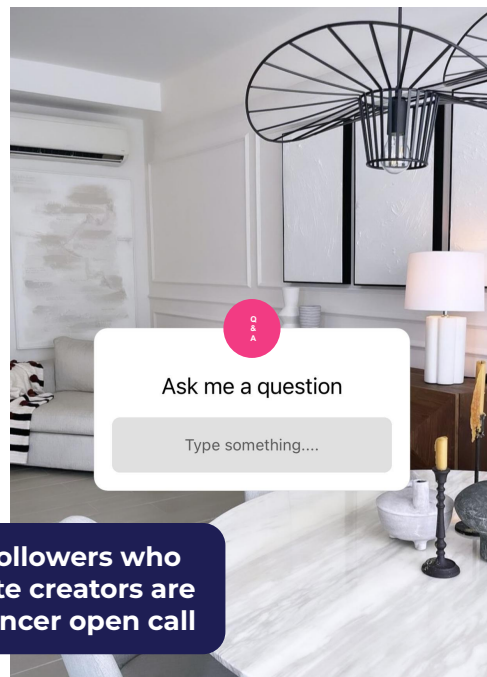 Q
&
A
Ask me a question
Type something....
ollowers who
te creators are
ncer open call